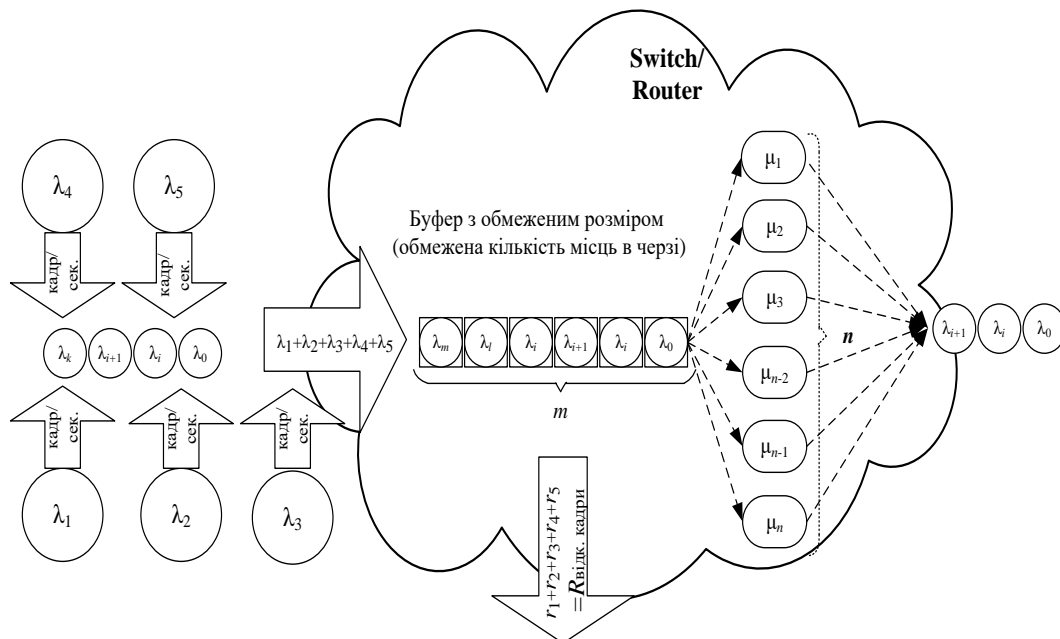 Switch/
Router
λ4
λ5
кадр/
сек.
кадр/
сек.
μ1
μ2
μ3
μn-2
μn-1
μn
n
Буфер з обмеженим розміром
(обмежена кількість місць в черзі)
λk
λi+1
λi
λ0
λ1+λ2+λ3+λ4+λ5
λm
λl
λi
λi+1
λi
λ0
m
λi+1
λi
λ0
кадр/
сек.
кадр/
сек.
кадр/
сек.
λ1
λ2
λ3
r1+r2+r3+r4+r5
=Rвідк. кадри